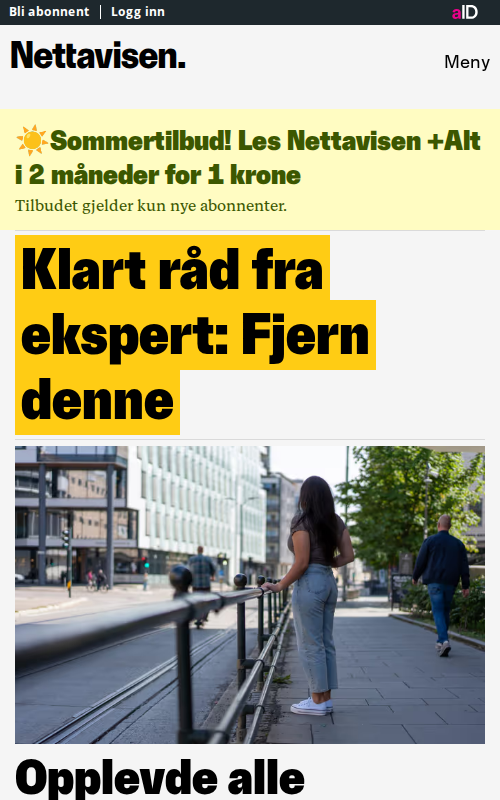 Bli abonnent
Logg inn
aID
Nettavisen.
Meny
☀️Sommertilbud! Les Nettavisen +Alt
i 2 måneder for 1 krone
Tilbudet gjelder kun nye abonnenter.
Klart råd fra
ekspert: Fjern
denne
Opplevde alle